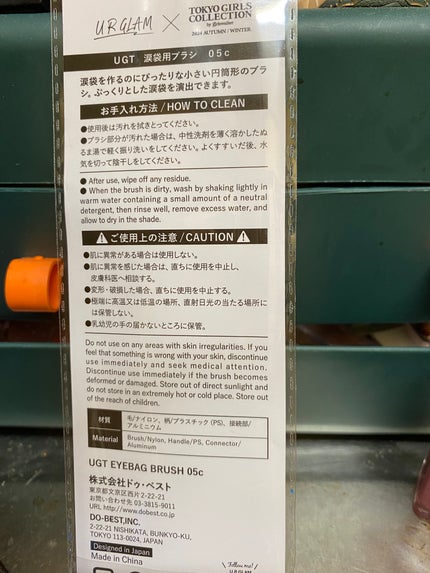 U R GLAM × TOKYO GIRLS
COLLECTION
by girlswalker
2024 AUTUMN / WINTER
UGT 涙袋用ブラシ 05c
涙袋を作るのにぴったりな小さい円筒形のブラ
シ。ぷっくりとした涙袋を演出できます。
お手入れ方法 / HOW TO CLEAN
●使用後は汚れを拭きとってください。
●ブラシ部分が汚れた場合は、中性洗剤を薄く溶かしたぬ
るま湯で軽く振り洗いをしてください。よくすすいだ後、水
気を切って陰干しをしてください。
● After use, wipe off any residue.
● When the brush is dirty, wash by shaking lightly in
warm water containing a small amount of a neutral
detergent, then rinse well, remove excess water, and
allow to dry in the shade.
⚠ ご使用上の注意 / CAUTION ⚠
●肌に異常がある場合は使用しない。
●肌に異常を感じた場合は、直ちに使用を中止し、
皮膚科医へ相談する。
●変形・破損した場合、直ちに使用を中止する。
●極端に高温又は低温の場所、直射日光の当たる場所に
は保管しない。
●乳幼児の手の届かないところに保管。
Do not use on any areas with skin irregularities. If you
feel that something is wrong with your skin, discontinue
use immediately and seek medical attention.
Discontinue use immediately if the brush becomes
deformed or damaged. Store out of direct sunlight and
do not store in an extremely hot or cold place. Store out
of the reach of children.
材質 毛/ナイロン、柄/プラスチック(PS)、接続部/
アルミニウム
Material Brush/Nylon, Handle/PS, Connector/
Aluminum
UGT EYEBAG BRUSH 05c
株式会社ドゥ・ベスト
東京都文京区西片2-22-21
お問い合わせ先 03-3815-9011
URL http://www.dobest.co.jp
DO-BEST,INC.
2-22-21 NISHIKATA, BUNKYO-KU,
TOKYO 113-0024, JAPAN
Designed in Japan
Made in China
\ Follow me! /
U R GLAM